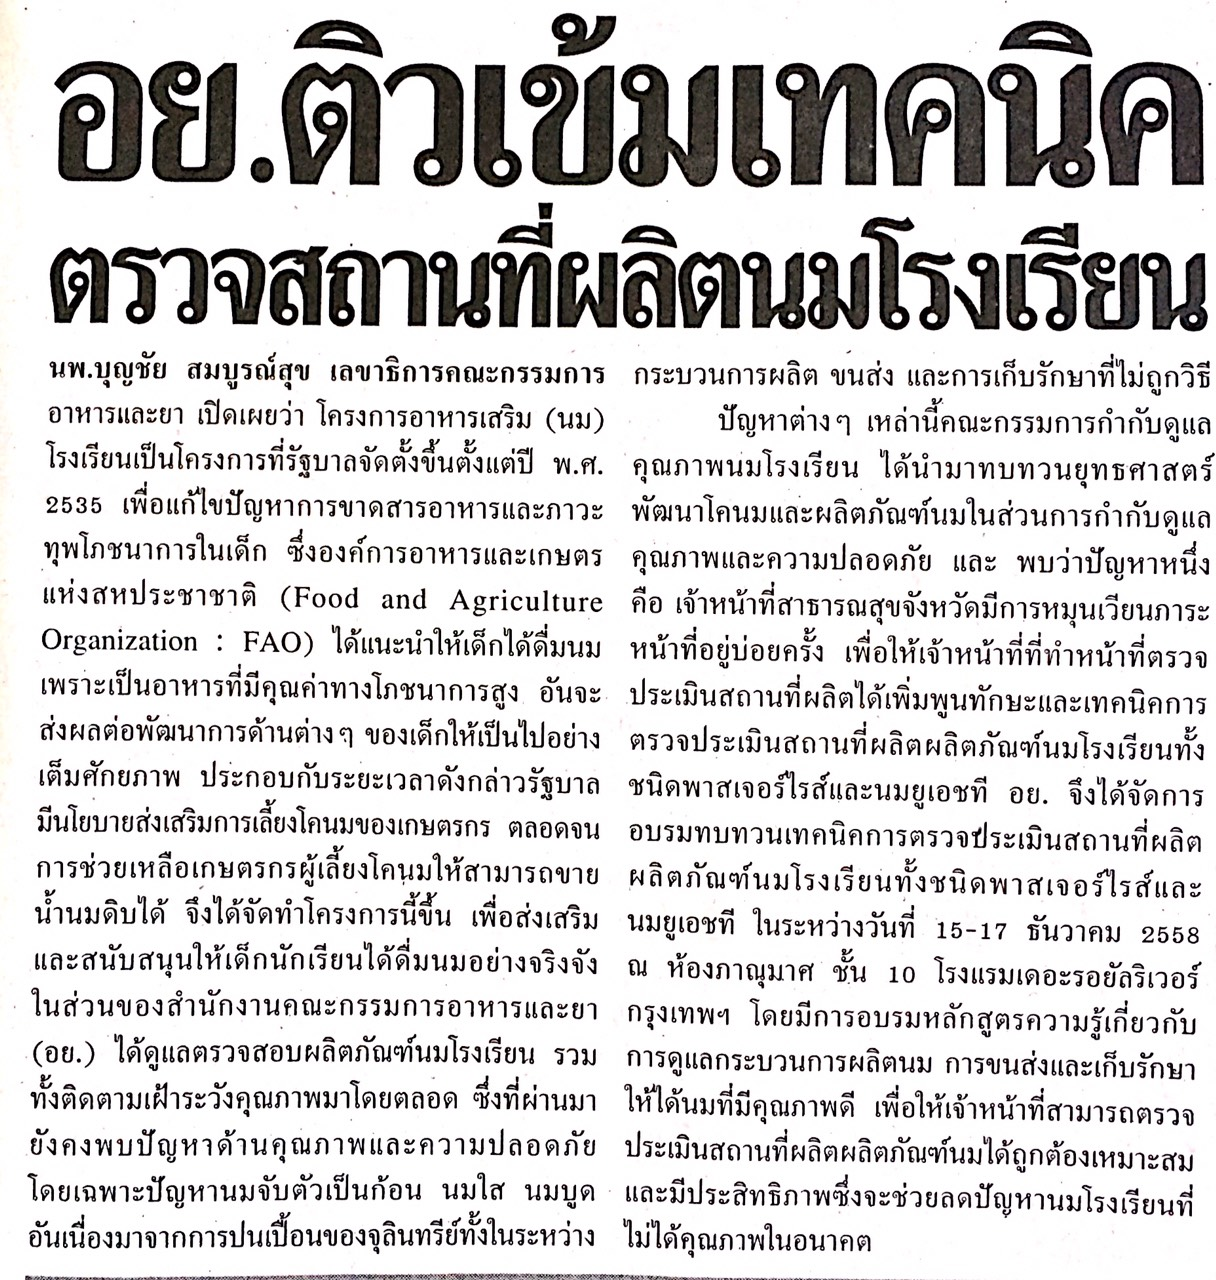 อย.ติวเข้มเทคนิค
ตรวจสถานที่ผลิตนมโรงเรียน
นพ.บุญชัย สมบูรณ์สุข เลขาธิการคณะกรรมการ
อาหารและยา เปิดเผยว่า โครงการอาหารเสริม (นม)
โรงเรียนเป็นโครงการที่รัฐบาลจัดตั้งขึ้นตั้งแต่ปี พ.ศ.
2535 เพื่อแก้ไขปัญหาการขาดสารอาหารและภาวะ
ทุพโภชนาการในเด็ก ซึ่งองค์การอาหารและเกษตร
แห่งสหประชาชาติ (Food and Agriculture
Organization : FAO) ได้แนะนำให้เด็กได้ดื่มนม
เพราะเป็นอาหารที่มีคุณค่าทางโภชนาการสูง อันจะ
ส่งผลต่อพัฒนาการด้านต่างๆ ของเด็กให้เป็นไปอย่าง
เต็มศักยภาพ ประกอบกับระยะเวลาดังกล่าวรัฐบาล
มีนโยบายส่งเสริมการเลี้ยงโคนมของเกษตรกร ตลอดจน
การช่วยเหลือเกษตรกรผู้เลี้ยงโคนมให้สามารถขาย
น้ำนมดิบได้ จึงได้จัดทำโครงการนี้ขึ้น เพื่อส่งเสริม
และสนับสนุนให้เด็กนักเรียนได้ดื่มนมอย่างจริงจัง
ในส่วนของสำนักงานคณะกรรมการอาหารและยา
(อย.) ได้ดูแลตรวจสอบผลิตภัณฑ์นมโรงเรียน รวม
ทั้งติดตามเฝ้าระวังคุณภาพมาโดยตลอด ซึ่งที่ผ่านมา
ยังคงพบปัญหาด้านคุณภาพและความปลอดภัย
โดยเฉพาะปัญหานมจับตัวเป็นก้อน นมใส นมบูด
อันเนื่องมาจากการปนเปื้อนของจุลินทรีย์ทั้งในระหว่าง
กระบวนการผลิต ขนส่ง และการเก็บรักษาที่ไม่ถูกวิธี
ปัญหาต่างๆ เหล่านี้คณะกรรมการกำกับดูแล
คุณภาพนมโรงเรียน ได้นำมาทบทวนยุทธศาสตร์
พัฒนาโคนมและผลิตภัณฑ์นมในส่วนการกำกับดูแล
คุณภาพและความปลอดภัย และ พบว่าปัญหาหนึ่ง
คือ เจ้าหน้าที่สาธารณสุขจังหวัดมีการหมุนเวียนภาระ
หน้าที่อยู่บ่อยครั้ง เพื่อให้เจ้าหน้าที่ที่ทำหน้าที่ตรวจ
ประเมินสถานที่ผลิตได้เพิ่มพูนทักษะและเทคนิคการ
ตรวจประเมินสถานที่ผลิตผลิตภัณฑ์นมโรงเรียนทั้ง
ชนิดพาสเจอร์ไรส์และนมยูเอชที อย. จึงได้จัดการ
อบรมทบทวนเทคนิคการตรวจประเมินสถานที่ผลิต
ผลิตภัณฑ์นมโรงเรียนทั้งชนิดพาสเจอร์ไรส์และ
นมยูเอชที ในระหว่างวันที่ 15-17 ธันวาคม 2558
ณ ห้องภาณุมาศ ชั้น 10 โรงแรมเดอะรอยัลริเวอร์
กรุงเทพฯ โดยมีการอบรมหลักสูตรความรู้เกี่ยวกับ
การดูแลกระบวนการผลิตนม การขนส่งและเก็บรักษา
ให้ได้นมที่มีคุณภาพดี เพื่อให้เจ้าหน้าที่สามารถตรวจ
ประเมินสถานที่ผลิตผลิตภัณฑ์นมได้ถูกต้องเหมาะสม
และมีประสิทธิภาพซึ่งจะช่วยลดปัญหานมโรงเรียนที่
ไม่ได้คุณภาพในอนาคต